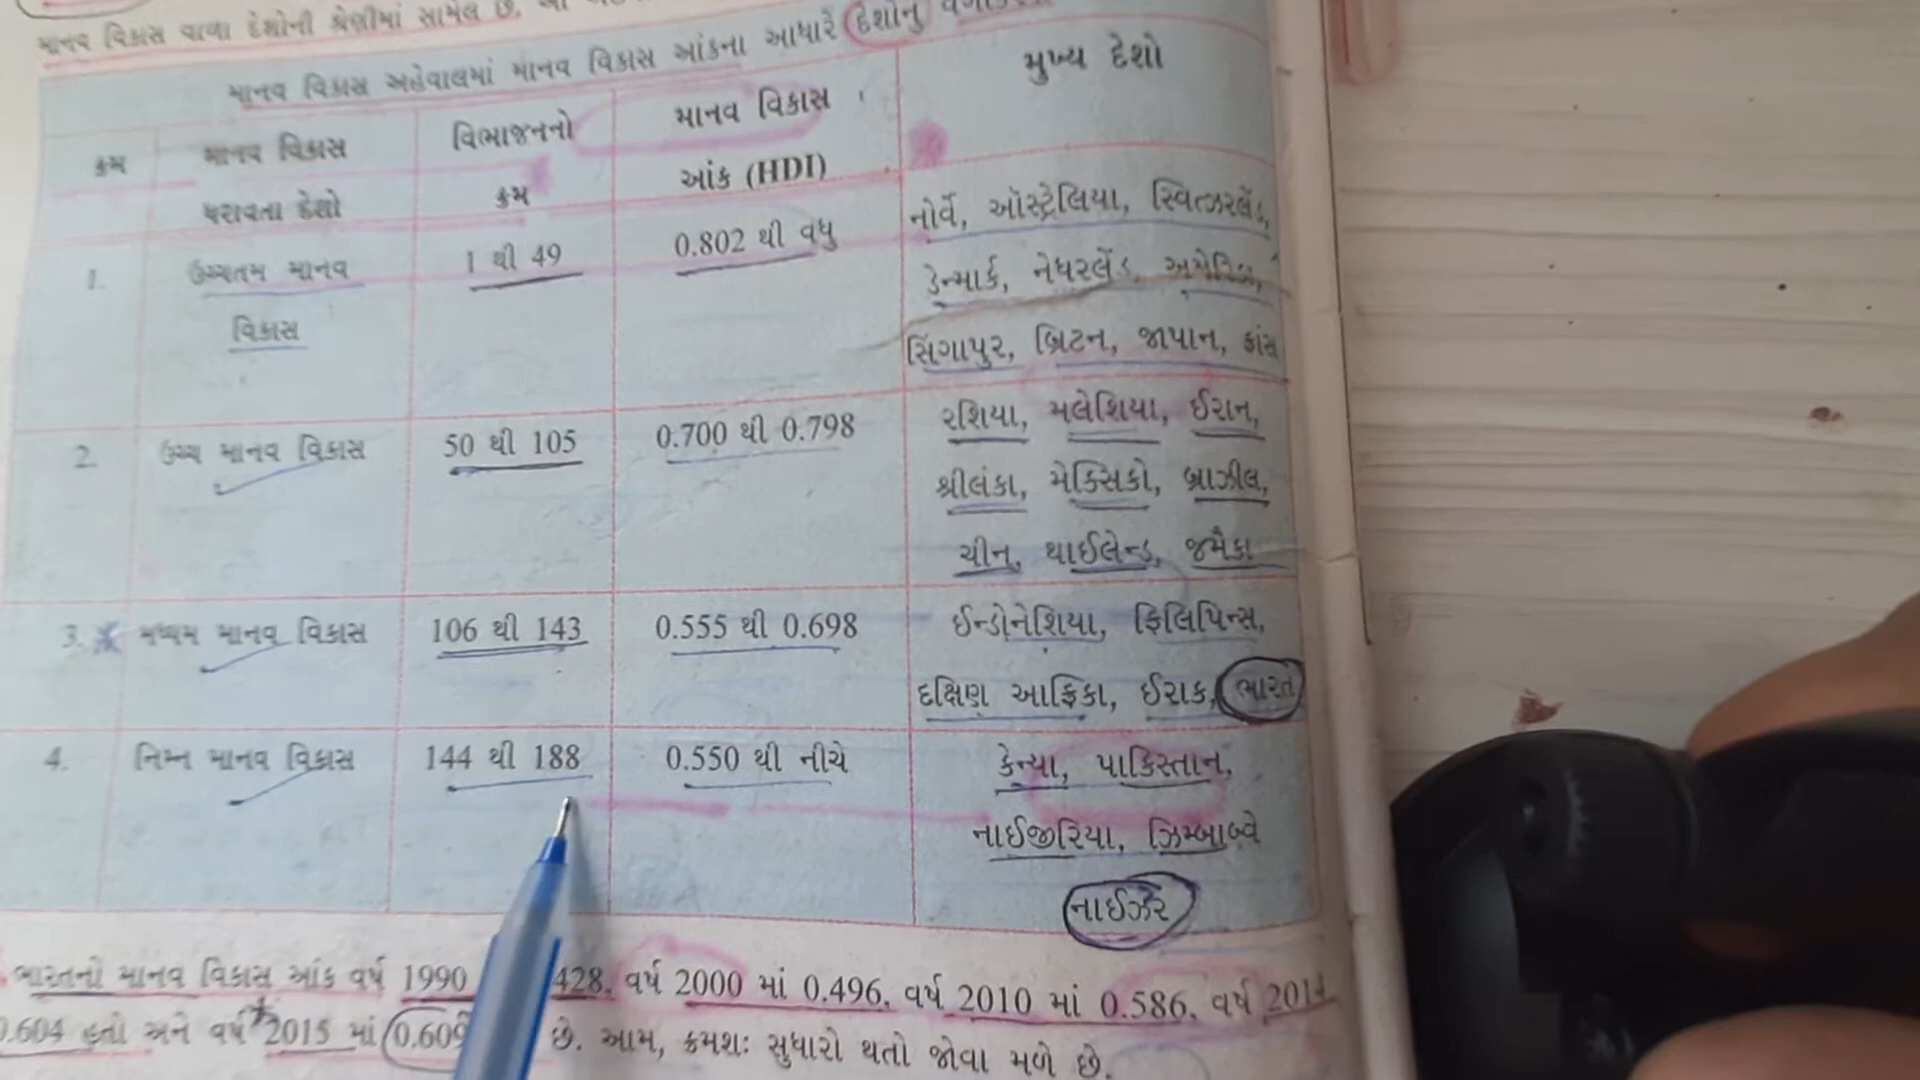 માનવ વિકાસ વાળા દેશોની શ્રેણીમાં સામેલ છે.
માનવ વિકાસ અહેવાલમાં માનવ વિકાસ આંકના આધારે દેશોનું
ક્રમ
માનવ વિકાસ
ધરાવતા દેશો
વિભાજનનો
ક્રમ
માનવ વિકાસ
આંક (HDI)
મુખ્ય દેશો
1.
ઉચ્ચતમ માનવ
વિકાસ
1 થી 49
0.802 થી વધુ
નોર્વે, ઑસ્ટ્રેલિયા, સ્વિત્ઝરલેંડ,
ડેન્માર્ક, નેધરલેંડ, અમેરિકા,
સિંગાપુર, બ્રિટન, જાપાન, ફ્રાંસ
2.
ઉચ્ચ માનવ વિકાસ
50 થી 105
0.700 થી 0.798
રશિયા, મલેશિયા, ઈરાન,
શ્રીલંકા, મેક્સિકો, બ્રાઝીલ,
ચીન, થાઈલેન્ડ, જમૈકા
3.
મધ્યમ માનવ વિકાસ
106 થી 143
0.555 થી 0.698
ઈન્ડોનેશિયા, ફિલિપિન્સ,
દક્ષિણ આફ્રિકા, ઈરાક, ભારત
4.
નિમ્ન માનવ વિકાસ
144 થી 188
0.550 થી નીચે
કેન્યા, પાકિસ્તાન,
નાઈજીરિયા, ઝિમ્બાબ્વે
નાઈઝર
ભારતનો માનવ વિકાસ આંક વર્ષ 1990 428, વર્ષ 2000 માં 0.496, વર્ષ 2010 માં 0.586, વર્ષ 2014
0.604 હતો અને વર્ષ 2015 માં 0.609 છે. આમ, ક્રમશઃ સુધારો થતો જોવા મળે છે.